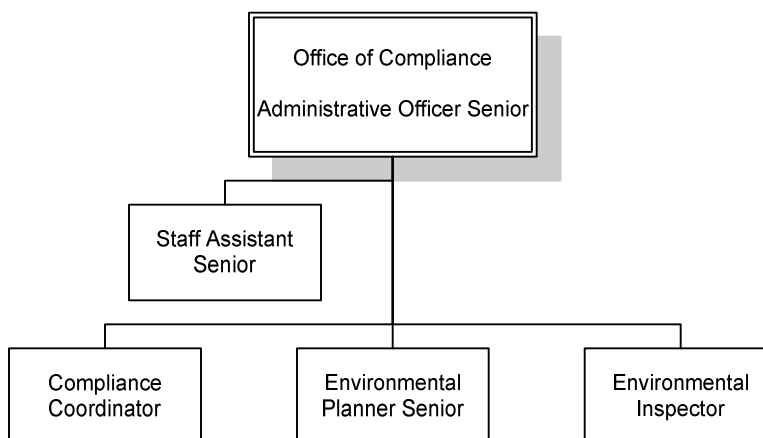 Office of Compliance
Administrative Officer Senior
Staff Assistant
Senior
Compliance
Coordinator
Environmental
Planner Senior
Environmental
Inspector